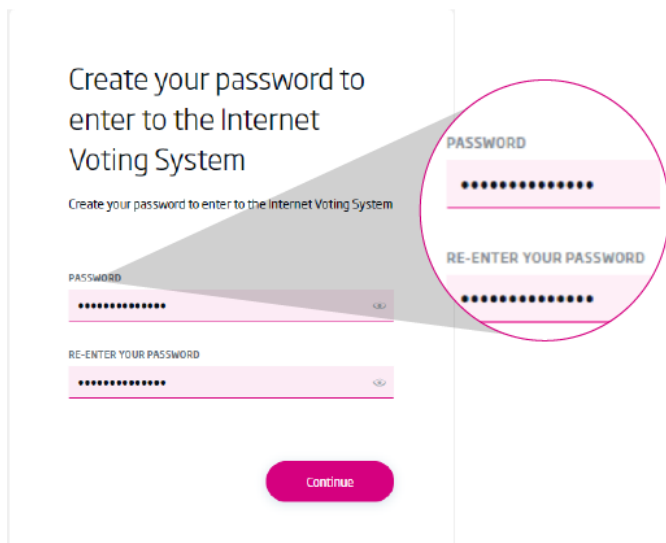 Create your password to
enter to the Internet
Voting System
Create your password to enter to the Internet Voting System
PASSWORD
••••••••••••••
RE-ENTER YOUR PASSWORD
••••••••••••••
Continue
PASSWORD
••••••••••••••
RE-ENTER YOUR PASSWORD
••••••••••••••